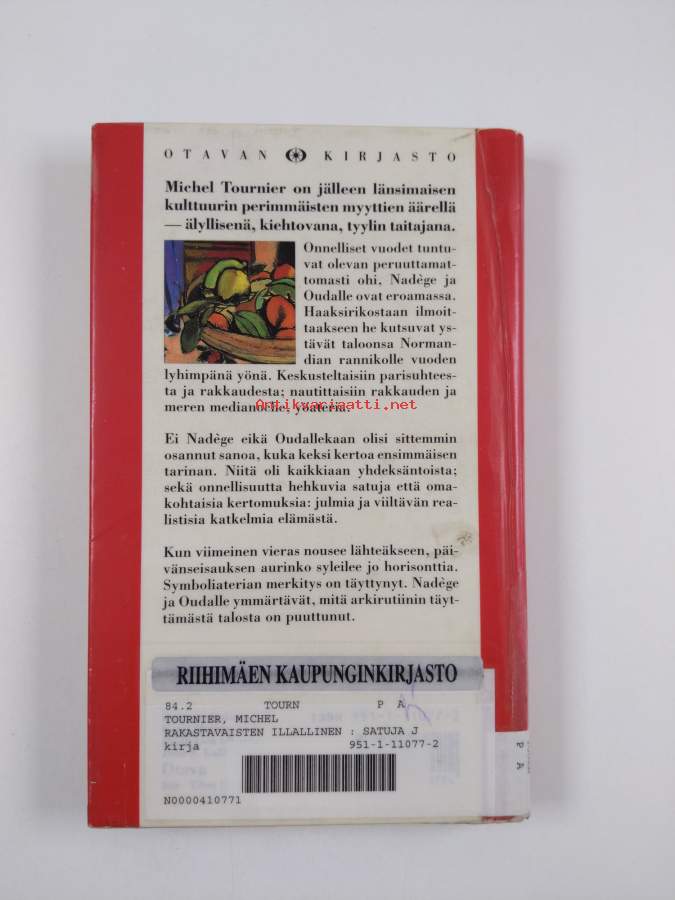 OTAVAN KIRJASTO
Michel Tournier on jälleen länsimaisen
kulttuurin perimmäisten myyttien äärellä
— älyllisenä, kiehtovana, tyylin taitajana.
Onnelliset vuodet tuntu-
vat olevan peruuttamat-
tomasti ohi, Nadège ja
Oudalle ovat eroamassa.
Haaksirikostaan ilmoit-
taakseen he kutsuvat ys-
tävät taloonsa Norman-
dian rannikolle vuoden
lyhimpänä yönä. Keskusteltaisiin parisuhtees-
ta ja rakkaudesta; nautittaisiin rakkauden ja
meren medianoche, yöateria.
Antikvariaatti.net
Ei Nadège eikä Oudallekaan olisi sittemmin
osannut sanoa, kuka keksi kertoa ensimmäisen
tarinan. Niitä oli kaikkiaan yhdeksäntoista;
sekä onnellisuutta hehkuvia satuja että oma-
kohtaisia kertomuksia: julmia ja viiltävän rea-
listisia katkelmia elämästä.
Kun viimeinen vieras nousee lähteäkseen, päi-
vänseisauksen aurinko syleilee jo horisonttia.
Symboliaterian merkitys on täyttynyt. Nadège
ja Oudalle ymmärtävät, mitä arkirutiinin täyt-
tämästä talosta on puuttunut.
RIIHIMÄEN KAUPUNGINKIRJASTO
84.2 TOURN P A
TOURNIER, MICHEL
RAKASTAVAISTEN ILLALLINEN : SATUJA J
kirja 951-1-11077-2
N0000410771
P A